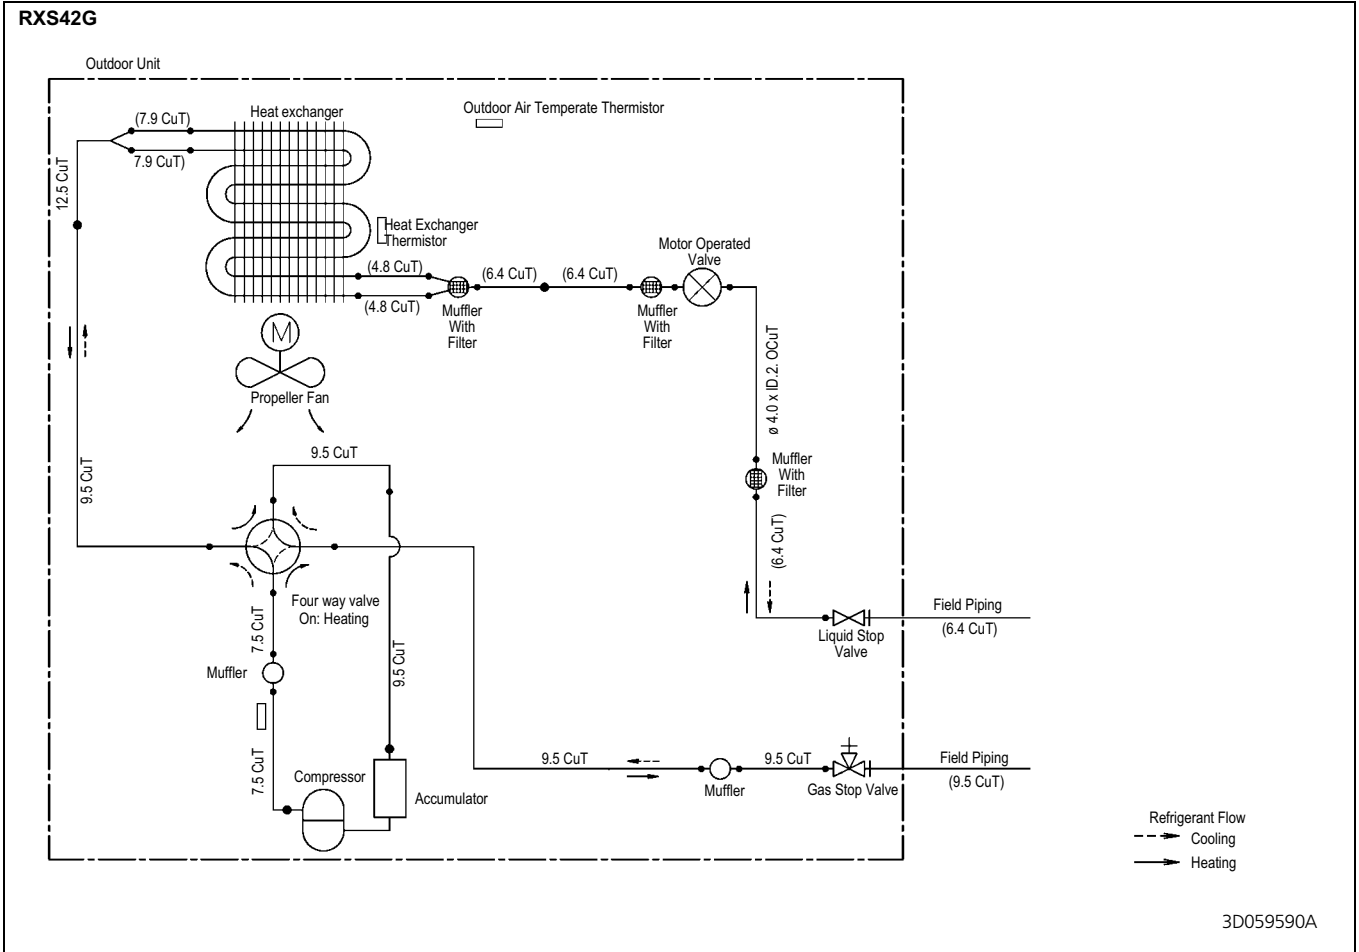 RXS42G
Outdoor Unit
(7.9 CuT)
Heat exchanger
Outdoor Air Temperate Thermistor
7.9 CuT)
12.5 CuT
Heat Exchanger
Thermistor
Motor Operated
Valve
(4.8 CuT)
(6.4 CuT)
(6.4 CuT)
(4.8 CuT)
Muffler
With
Filter
Muffler
With
Filter
M
Propeller Fan
ø 4.0 x ID.2. OCuT
9.5 CuT
9.5 CuT
Muffler
With
Filter
(6.4 CuT)
Four way valve
On: Heating
7.5 CuT
Field Piping
(6.4 CuT)
Liquid Stop
Valve
Muffler
9.5 CuT
7.5 CuT
Compressor
Accumulator
9.5 CuT
9.5 CuT
Muffler
Gas Stop Valve
Field Piping
(9.5 CuT)
Refrigerant Flow
Cooling
Heating
3D059590A